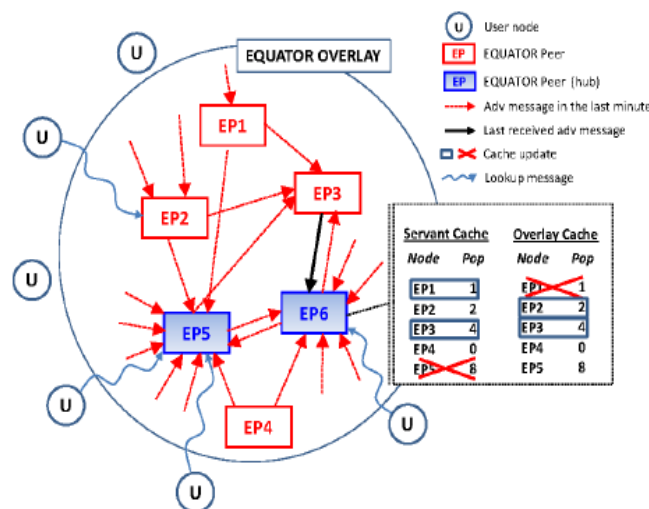 U
User node
EQUATOR OVERLAY
EP
EQUATOR Peer
EP
EQUATOR Peer (hub)
Adv message in the last minute
Last received adv message
Cache update
Lookup message
U
U
EP1
EP3
EP2
U
EP5
EP6
EP4
U
U
U
Servant Cache
Node Pop
EP1 1
EP2 2
EP3 4
EP4 0
EP5 8
Overlay Cache
Node Pop
EP1 1
EP2 2
EP3 4
EP4 0
EP5 8